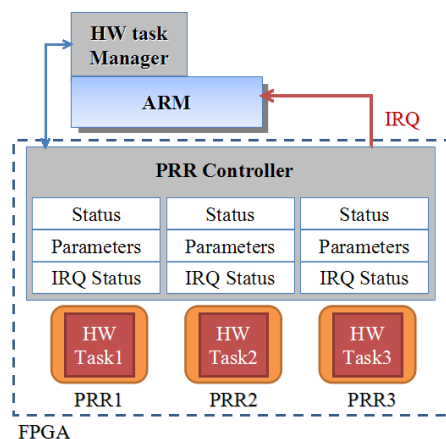 HW task
Manager
ARM
IRQ
PRR Controller
Status
Status
Status
Parameters
Parameters
Parameters
IRQ Status
IRQ Status
IRQ Status
HW
Task1
HW
Task2
HW
Task3
PRR1
PRR2
PRR3
FPGA